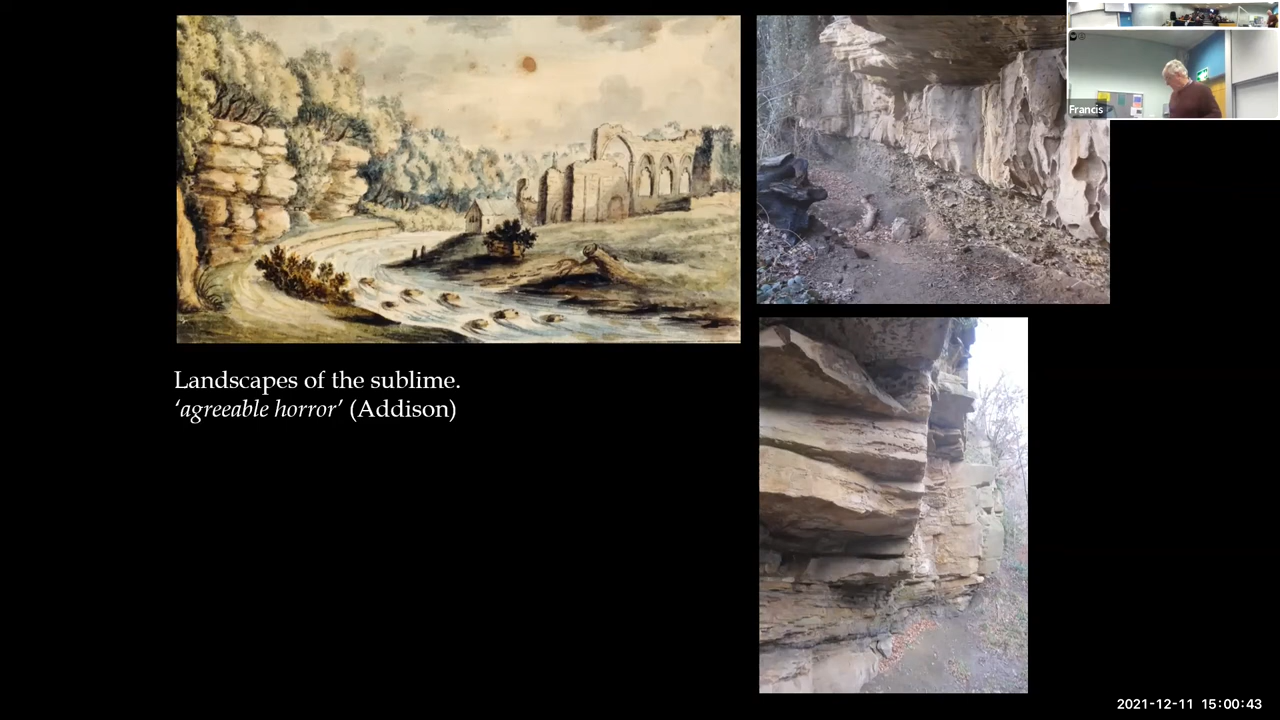 Landscapes of the sublime.
‘agreeable horror’ (Addison)
Francis
2021-12-11 15:00:43